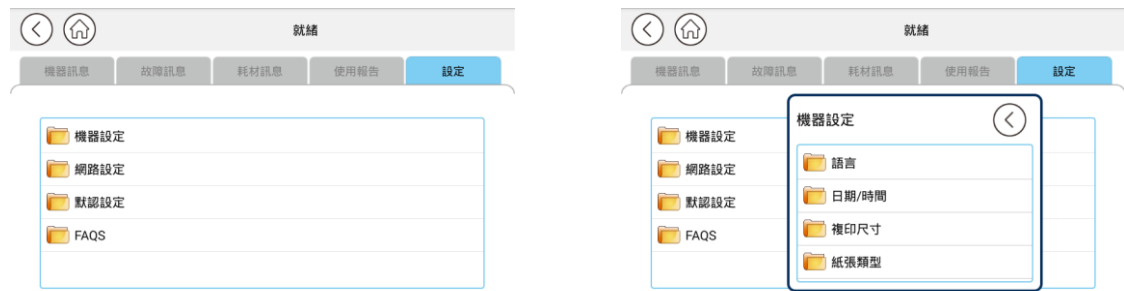 就緒
機器訊息 故障訊息 耗材訊息 使用報告 設定
機器設定
網路設定
默認設定
FAQS
就緒
機器訊息 故障訊息 耗材訊息 使用報告 設定
機器設定
網路設定
默認設定
FAQS
機器設定
語言
日期/時間
複印尺寸
紙張類型